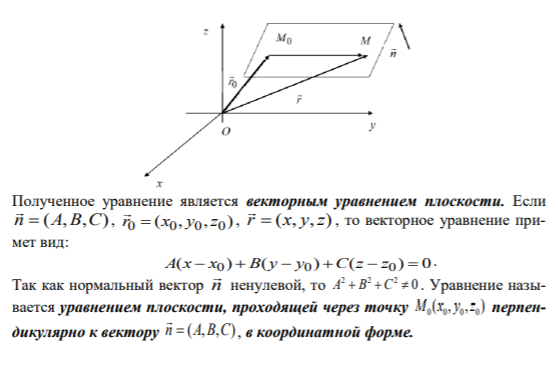 z
M₀
M
n⃗
r⃗₀
r⃗
O
y
x
Полученное уравнение является векторным уравнением плоскости. Если
n⃗ = (A, B, C), r⃗₀ = (x₀, y₀, z₀), r⃗ = (x, y, z), то векторное уравнение при-
мет вид:
A(x − x₀) + B(y − y₀) + C(z − z₀) = 0.
Так как нормальный вектор n⃗ ненулевой, то A² + B² + C² ≠ 0. Уравнение назы-
вается уравнением плоскости, проходящей через точку M₀(x₀, y₀, z₀) перпен-
дикулярно к вектору n⃗ = (A, B, C), в координатной форме.